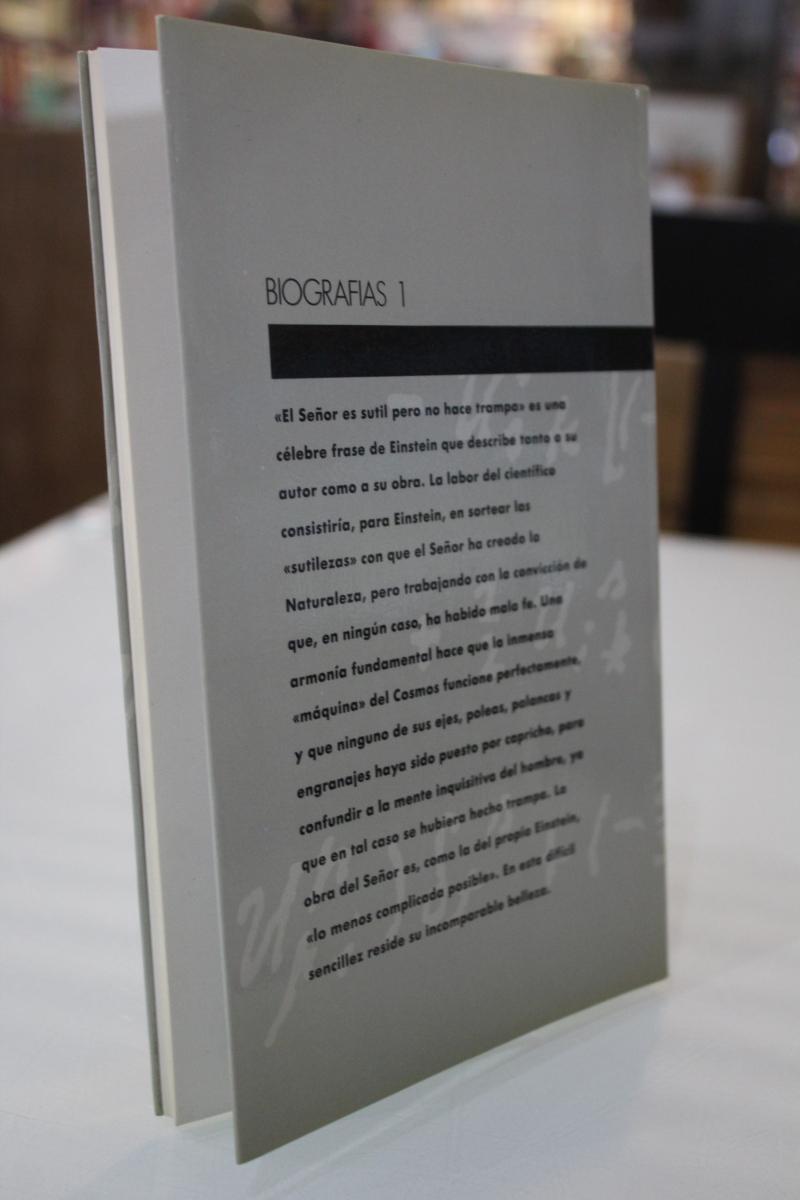 BIOGRAFIAS 1
«El Señor es sutil pero no hace trampa» es una
célebre frase de Einstein que describe tanto a su
autor como a su obra. La labor del científico
consistiría, para Einstein, en sortear las
«sutilezas» con que el Señor ha creado la
Naturaleza, pero trabajando con la convicción de
que, en ningún caso, ha habido mala fe. Una
armonía fundamental hace que la inmensa
«máquina» del Cosmos funcione perfectamente,
y que ninguno de sus ejes, poleas, palancas y
engranajes haya sido puesto por capricho, para
confundir a la mente inquisitiva del hombre, ya
que en tal caso se hubiera hecho trampa. La
obra del Señor es, como la del propio Einstein,
«lo menos complicada posible». En esta difícil
sencillez reside su incomparable belleza.